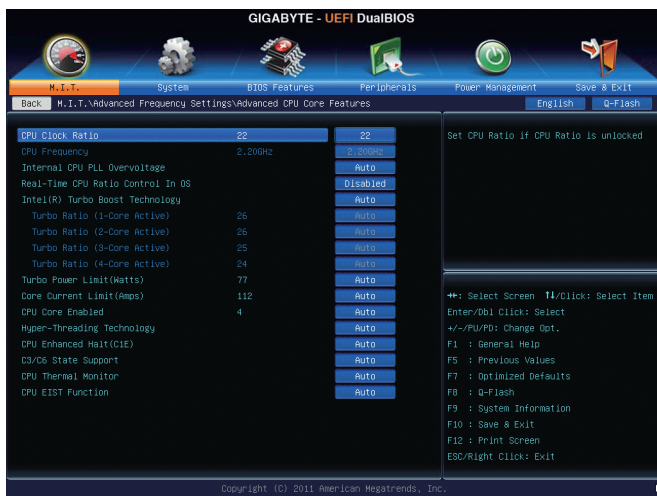 GIGABYTE - UEFI DualBIOS
M.I.T. System BIOS Features Peripherals Power Management Save & Exit
Back M.I.T.\Advanced Frequency Settings\Advanced CPU Core Features English Q-Flash
CPU Clock Ratio 22 22
CPU Frequency 2.20GHz 2.20GHz
Internal CPU PLL Overvoltage Auto
Real-Time CPU Ratio Control In OS Disabled
Intel(R) Turbo Boost Technology Auto
Turbo Ratio (1-Core Active) 26 Auto
Turbo Ratio (2-Core Active) 26 Auto
Turbo Ratio (3-Core Active) 25 Auto
Turbo Ratio (4-Core Active) 24 Auto
Turbo Power Limit(Watts) 77 Auto
Core Current Limit(Amps) 112 Auto
CPU Core Enabled 4 Auto
Hyper-Threading Technology Auto
CPU Enhanced Halt(C1E) Auto
C3/C6 State Support Auto
CPU Thermal Monitor Auto
CPU EIST Function Auto
Set CPU Ratio if CPU Ratio is unlocked
→←: Select Screen ↑↓/Click: Select Item
Enter/Dbl Click: Select
+/-/PU/PD: Change Opt.
F1 : General Help
F5 : Previous Values
F7 : Optimized Defaults
F8 : Q-Flash
F9 : System Information
F10 : Save & Exit
F12 : Print Screen
ESC/Right Click: Exit
Copyright (C) 2011 American Megatrends, Inc.